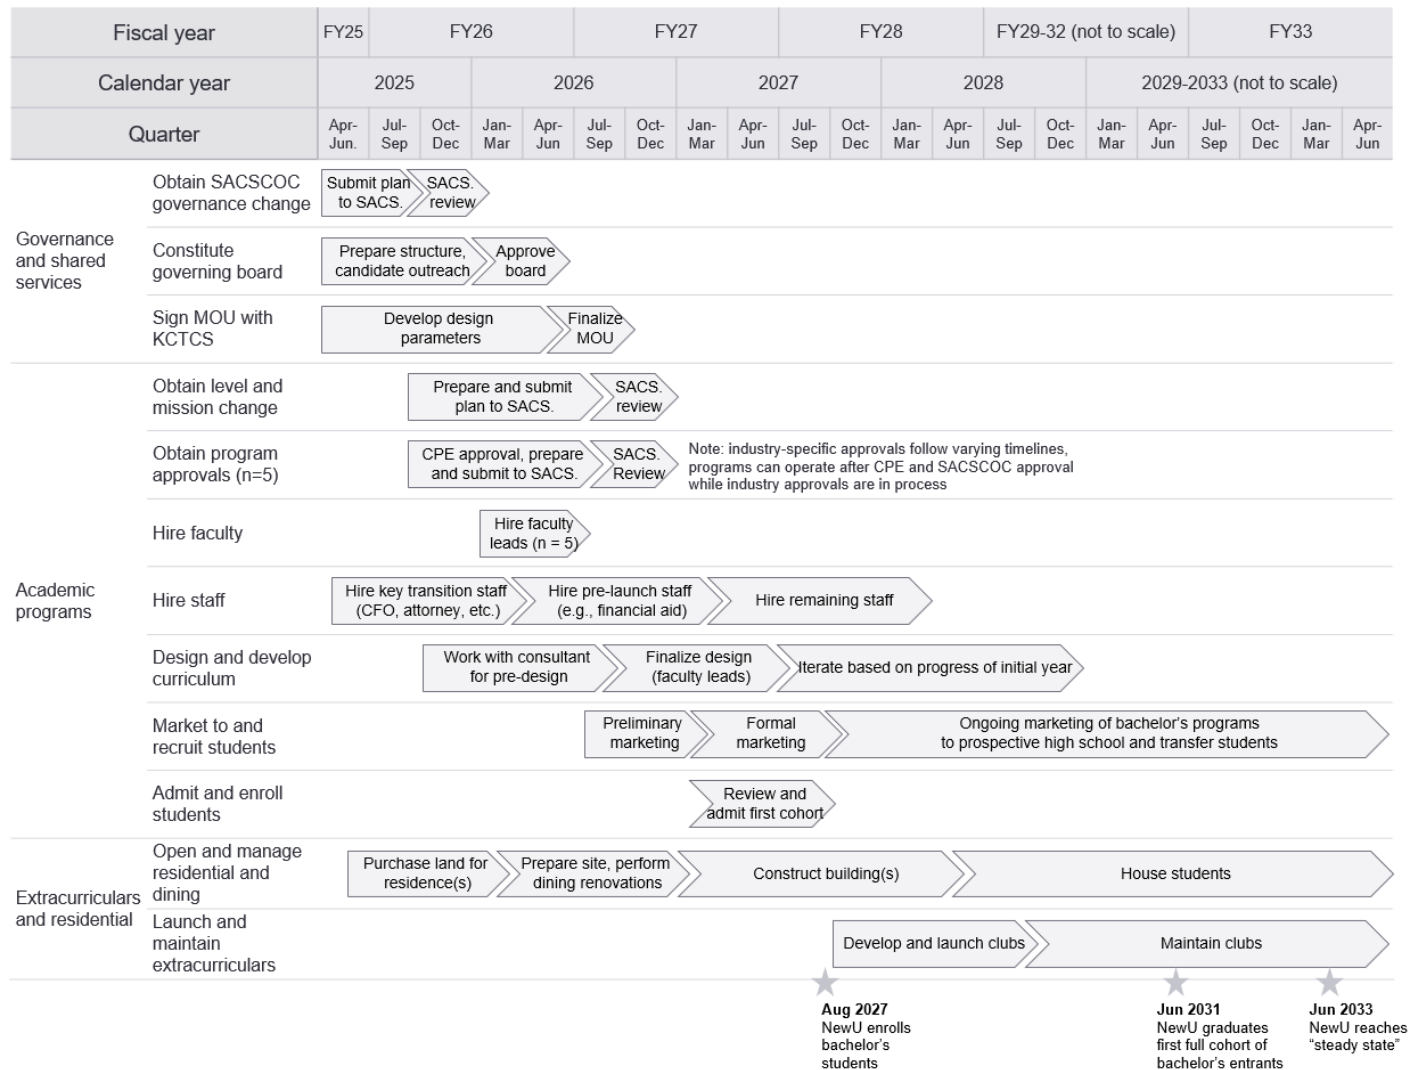 Fiscal year
FY25
FY26
FY27
FY28
FY29-32 (not to scale)
FY33
Calendar year
2025
2026
2027
2028
2029-2033 (not to scale)
Quarter
Apr-
Jun.
Jul-
Sep
Oct-
Dec
Jan-
Mar
Apr-
Jun
Jul-
Sep
Oct-
Dec
Jan-
Mar
Apr-
Jun
Jul-
Sep
Oct-
Dec
Jan-
Mar
Apr-
Jun
Jul-
Sep
Oct-
Dec
Jan-
Mar
Apr-
Jun
Jul-
Sep
Oct-
Dec
Jan-
Mar
Apr-
Jun
Governance
and shared
services
Obtain SACSCOC
governance change
Submit plan
to SACS.
SACS.
review
Constitute
governing board
Prepare structure,
candidate outreach
Approve
board
Sign MOU with
KCTCS
Develop design
parameters
Finalize
MOU
Academic
programs
Obtain level and
mission change
Prepare and submit
plan to SACS.
SACS.
review
Obtain program
approvals (n=5)
CPE approval, prepare
and submit to SACS.
SACS.
Review
Note: industry-specific approvals follow varying timelines,
programs can operate after CPE and SACSCOC approval
while industry approvals are in process
Hire faculty
Hire faculty
leads (n = 5)
Hire staff
Hire key transition staff
(CFO, attorney, etc.)
Hire pre-launch staff
(e.g., financial aid)
Hire remaining staff
Design and develop
curriculum
Work with consultant
for pre-design
Finalize design
(faculty leads)
Iterate based on progress of initial year
Market to and
recruit students
Preliminary
marketing
Formal
marketing
Ongoing marketing of bachelor's programs
to prospective high school and transfer students
Admit and enroll
students
Review and
admit first cohort
Extracurriculars
and residential
Open and manage
residential and
dining
Purchase land for
residence(s)
Prepare site, perform
dining renovations
Construct building(s)
House students
Launch and
maintain
extracurriculars
Develop and launch clubs
Maintain clubs
Aug 2027
NewU enrolls
bachelor's
students
Jun 2031
NewU graduates
first full cohort of
bachelor's entrants
Jun 2033
NewU reaches
“steady state”